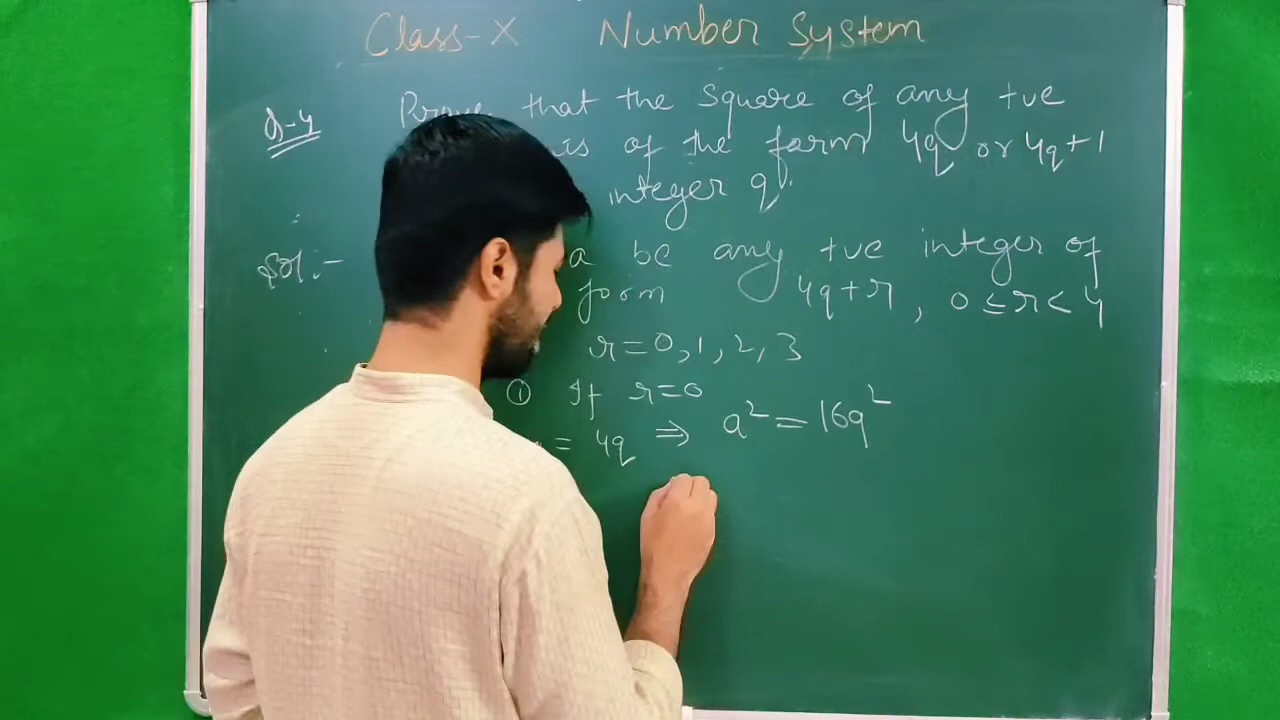 Class-X Number System
Q-4 Prove that the square of any +ve
is of the form 4q or 4q+1
integer q.
Sol:- a be any +ve integer of
form 4q+r, 0≤r<4
r=0,1,2,3
① If r=0
= 4q ⇒ a²=16q²